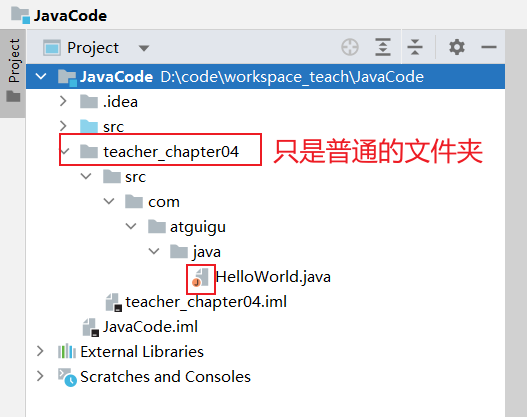 JavaCode
Project
Project
JavaCode D:\code\workspace_teach\JavaCode
.idea
src
teacher_chapter04 只是普通的文件夹
src
com
atguigu
java
HelloWorld.java
teacher_chapter04.iml
JavaCode.iml
External Libraries
Scratches and Consoles